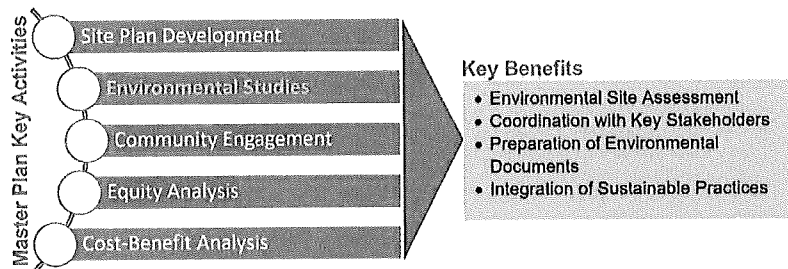 Master Plan Key Activities
Site Plan Development
Environmental Studies
Community Engagement
Equity Analysis
Cost-Benefit Analysis
Key Benefits
• Environmental Site Assessment
• Coordination with Key Stakeholders
• Preparation of Environmental
Documents
• Integration of Sustainable Practices